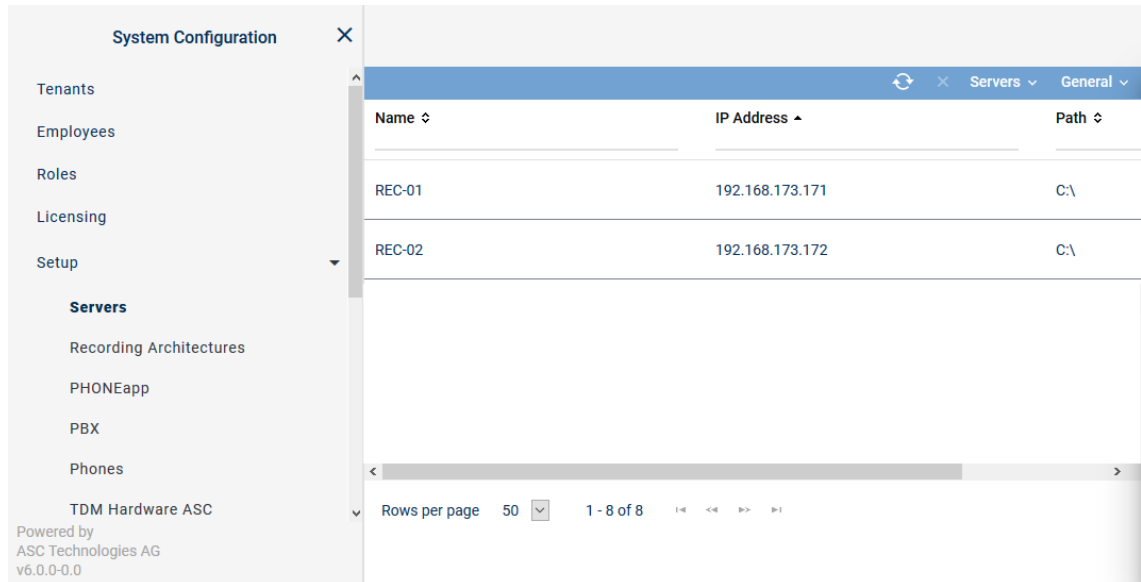 System Configuration
Tenants
Employees
Roles
Licensing
Setup
Servers
Recording Architectures
PHONEapp
PBX
Phones
TDM Hardware ASC
Powered by
ASC Technologies AG
v6.0.0-0.0
Servers General
Name IP Address Path
REC-01 192.168.173.171 C:\
REC-02 192.168.173.172 C:\
Rows per page 50 1 - 8 of 8